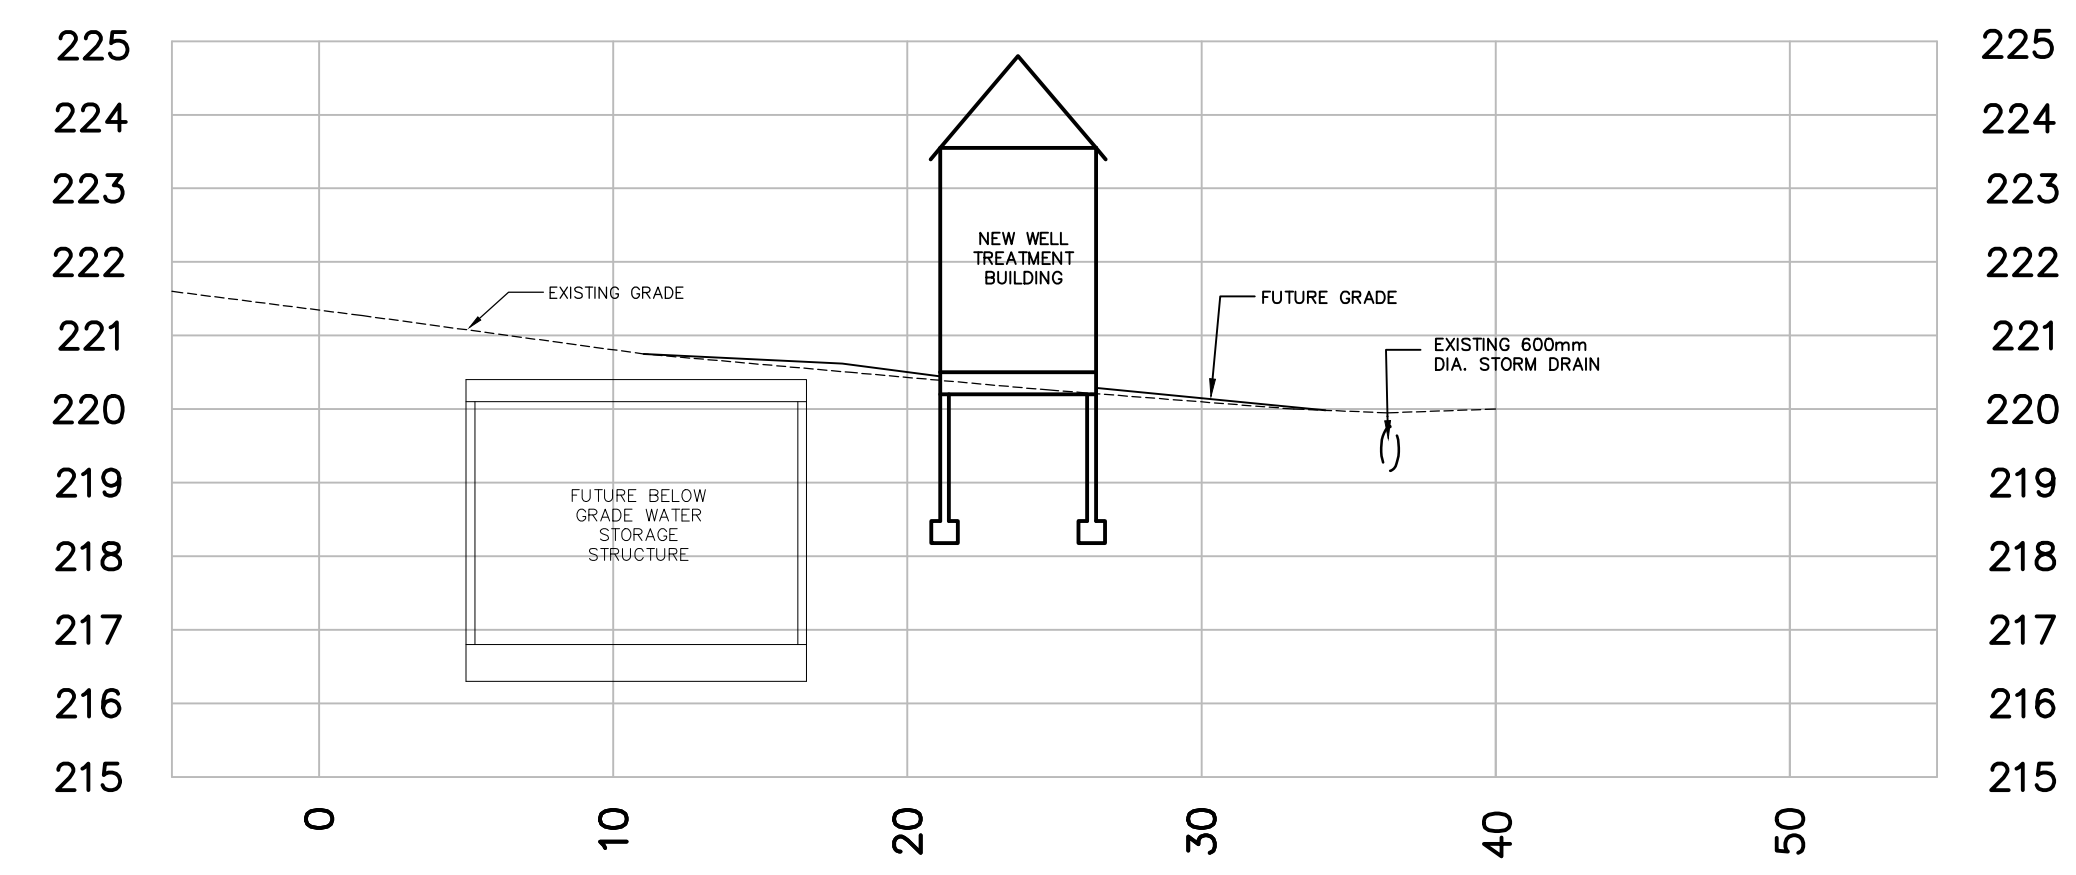 225 225
224 224
223 223
NEW WELL
TREATMENT
BUILDING
222 222
EXISTING GRADE
FUTURE GRADE
221 221
EXISTING 600mm
DIA. STORM DRAIN
220 220
219 219
FUTURE BELOW
GRADE WATER
STORAGE
STRUCTURE
218 218
217 217
216 216
215 215
0 10 20 30 40 50